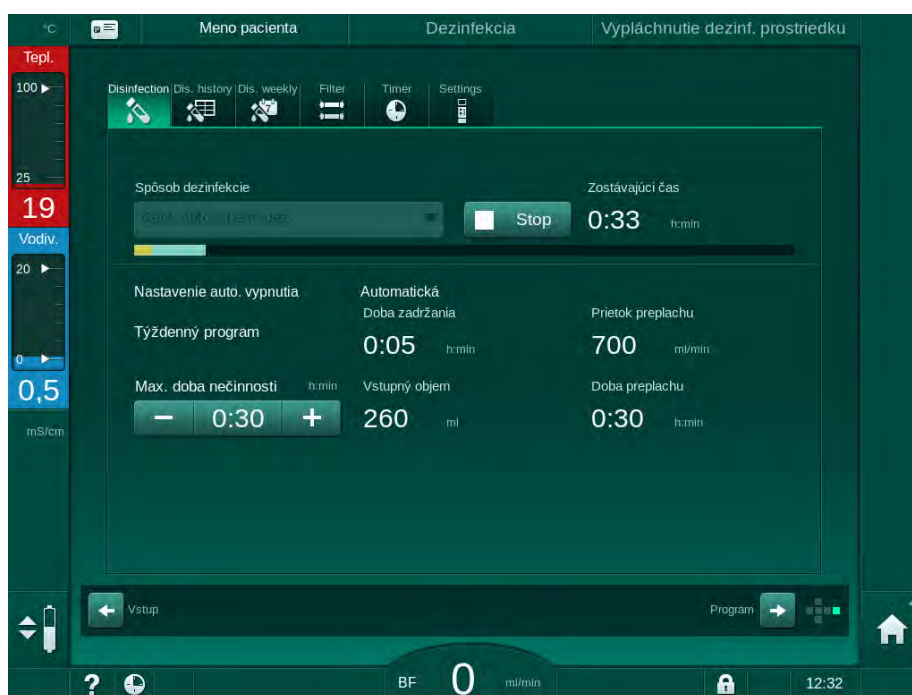 °C
Meno pacienta
Dezinfekcia
Vypláchnutie dezinf. prostriedku
Tepl.
100
25
19
Vodiv.
20
0
0,5
mS/cm
Disinfection
Dis. history
Dis. weekly
Filter
Timer
Settings
7
Spôsob dezinfekcie
Stop
Zostávajúci čas
0:33 h:min
Nastavenie auto. vypnutia
Automatická
Týždenný program
Doba zadržania
0:05 h:min
Prietok preplachu
700 ml/min
Max. doba nečinnosti h:min
− 0:30 +
Vstupný objem
260 ml
Doba preplachu
0:30 h:min
Vstup
Program
?
BF 0 ml/min
12:32